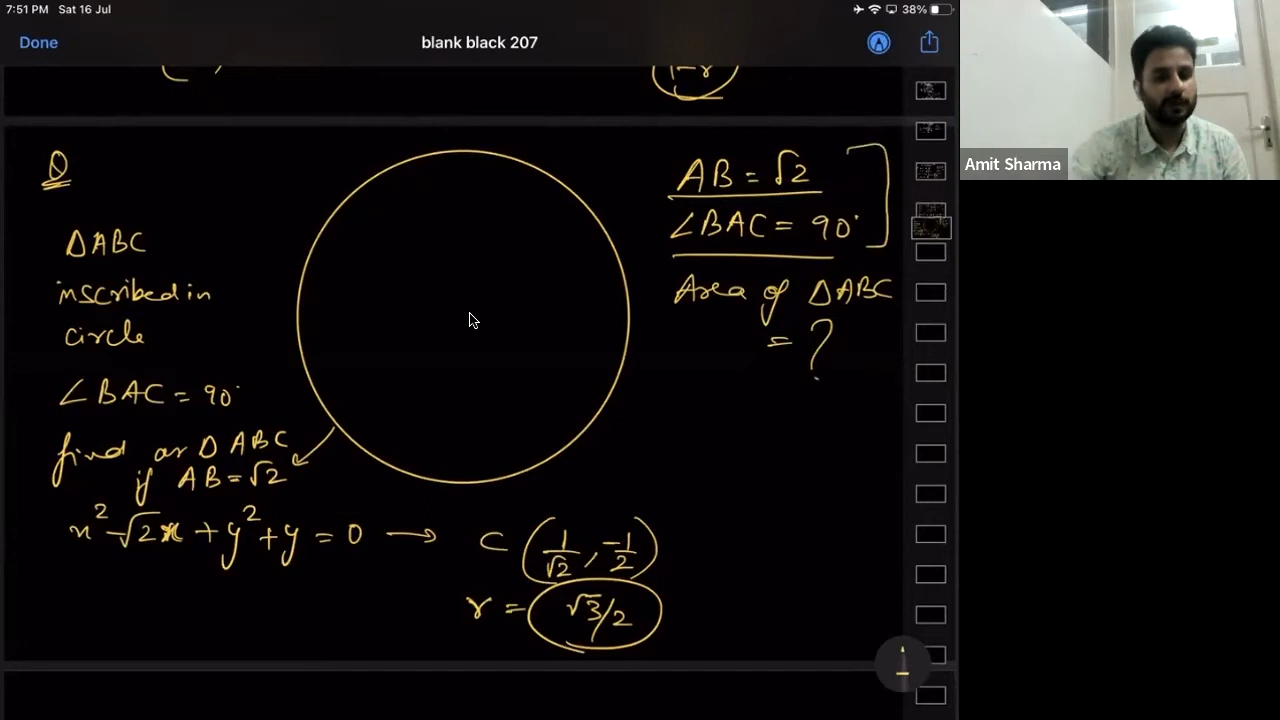 7:51 PM Sat 16 Jul
38%
Done
blank black 207
Amit Sharma
Q
ΔABC
inscribed in
circle
∠BAC = 90°
find ar Δ ABC
if AB = √2
x² - √2x + y² + y = 0 → C (1/√2, -1/2)
r = √3/2
AB = √2
∠BAC = 90°
Area of ΔABC
= ?